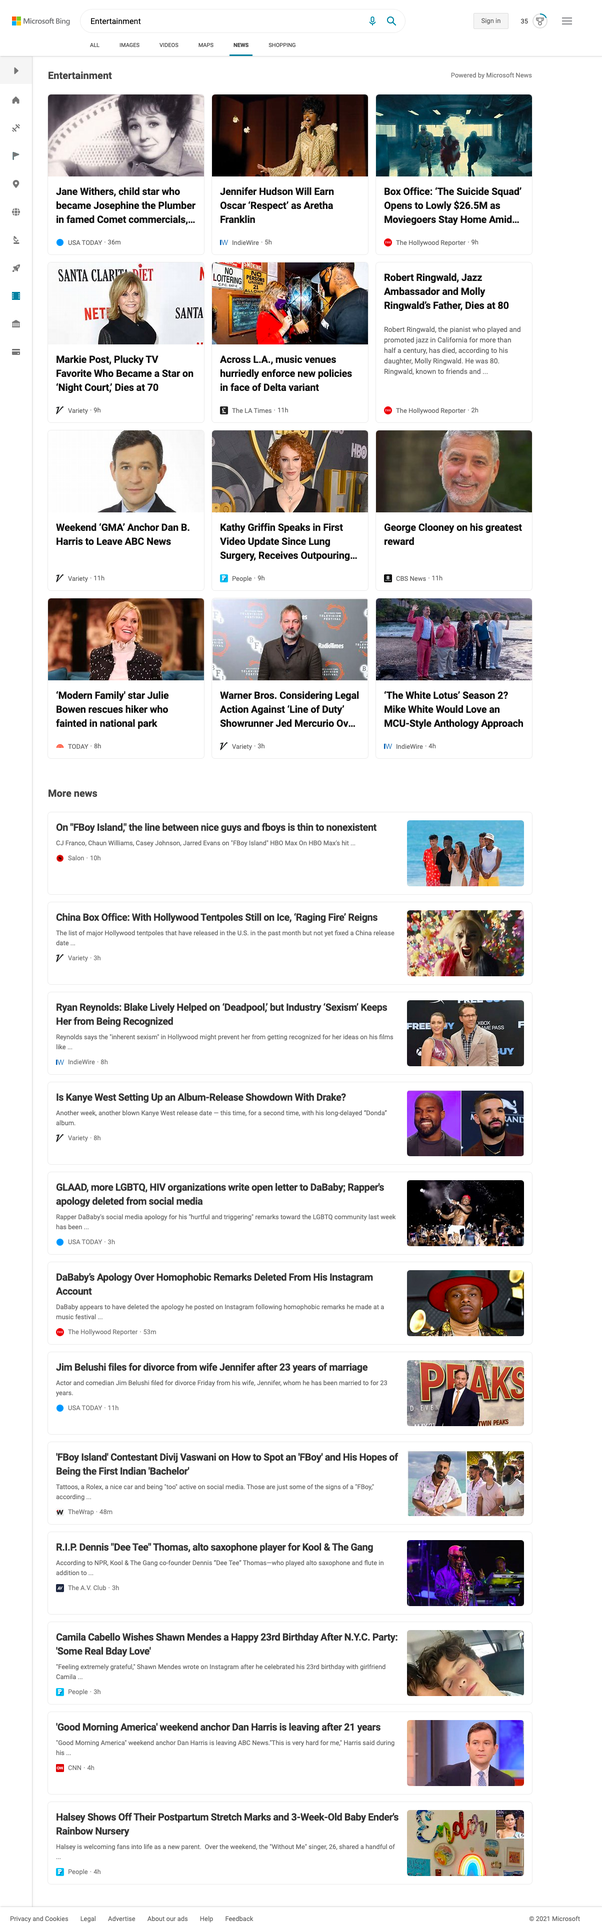 Microsoft Bing
Entertainment
Sign in
35
ALL
IMAGES
VIDEOS
MAPS
NEWS
SHOPPING
Entertainment
Powered by Microsoft News
Jane Withers, child star who
became Josephine the Plumber
in famed Comet commercials,...
USA TODAY · 36m
Jennifer Hudson Will Earn
Oscar 'Respect' as Aretha
Franklin
IW IndieWire · 5h
Box Office: 'The Suicide Squad'
Opens to Lowly $26.5M as
Moviegoers Stay Home Amid...
The Hollywood Reporter · 9h
SANTA CLARITA DIET
NET
SANTA
Markie Post, Plucky TV
Favorite Who Became a Star on
'Night Court,' Dies at 70
Variety · 9h
NO
LOITERING
Across L.A., music venues
hurriedly enforce new policies
in face of Delta variant
The LA Times · 11h
Robert Ringwald, Jazz
Ambassador and Molly
Ringwald's Father, Dies at 80
Robert Ringwald, the pianist who played and
promoted jazz in California for more than
half a century, has died, according to his
daughter, Molly Ringwald. He was 80.
Ringwald, known to friends and ...
The Hollywood Reporter · 2h
Weekend 'GMA' Anchor Dan B.
Harris to Leave ABC News
Variety · 11h
Kathy Griffin Speaks in First
Video Update Since Lung
Surgery, Receives Outpouring...
People · 9h
George Clooney on his greatest
reward
CBS News · 11h
'Modern Family' star Julie
Bowen rescues hiker who
fainted in national park
TODAY · 8h
Warner Bros. Considering Legal
Action Against 'Line of Duty'
Showrunner Jed Mercurio Ov...
Variety · 3h
'The White Lotus' Season 2?
Mike White Would Love an
MCU-Style Anthology Approach
IW IndieWire · 4h
More news
On "FBoy Island," the line between nice guys and fboys is thin to nonexistent
CJ Franco, Chaun Williams, Casey Johnson, Jarred Evans on "FBoy Island" HBO Max On HBO Max's hit ...
Salon · 10h
China Box Office: With Hollywood Tentpoles Still on Ice, 'Raging Fire' Reigns
The list of major Hollywood tentpoles that have released in the U.S. in the past month but not yet fixed a China release
date ...
Variety · 3h
Ryan Reynolds: Blake Lively Helped on 'Deadpool,' but Industry 'Sexism' Keeps
Her from Being Recognized
Reynolds says the "inherent sexism" in Hollywood might prevent her from getting recognized for her ideas on his films
like ...
IW IndieWire · 8h
Is Kanye West Setting Up an Album-Release Showdown With Drake?
Another week, another blown Kanye West release date — this time, for a second time, with his long-delayed "Donda"
album.
Variety · 8h
GLAAD, more LGBTQ, HIV organizations write open letter to DaBaby; Rapper's
apology deleted from social media
Rapper DaBaby's social media apology for his "hurtful and triggering" remarks toward the LGBTQ community last week
has been ...
USA TODAY · 3h
DaBaby's Apology Over Homophobic Remarks Deleted From His Instagram
Account
DaBaby appears to have deleted the apology he posted on Instagram following homophobic remarks he made at a
music festival ...
The Hollywood Reporter · 53m
Jim Belushi files for divorce from wife Jennifer after 23 years of marriage
Actor and comedian Jim Belushi filed for divorce Friday from his wife, Jennifer, whom he has been married to for 23
years.
USA TODAY · 11h
PEAKS
TWIN PEAKS
'FBoy Island' Contestant Divij Vaswani on How to Spot an 'FBoy' and His Hopes of
Being the First Indian 'Bachelor'
Tattoos, a Rolex, a nice car and being "too" active on social media. Those are just some of the signs of a "FBoy,"
according ...
TheWrap · 48m
R.I.P. Dennis "Dee Tee" Thomas, alto saxophone player for Kool & The Gang
According to NPR, Kool & The Gang co-founder Dennis "Dee Tee" Thomas—who played alto saxophone and flute in
addition to ...
The A.V. Club · 3h
Camila Cabello Wishes Shawn Mendes a Happy 23rd Birthday After N.Y.C. Party:
'Some Real Bday Love'
"Feeling extremely grateful," Shawn Mendes wrote on Instagram after he celebrated his 23rd birthday with girlfriend
Camila ...
People · 3h
'Good Morning America' weekend anchor Dan Harris is leaving after 21 years
"Good Morning America" weekend anchor Dan Harris is leaving ABC News."This is very hard for me," Harris said during
his ...
CNN · 4h
Halsey Shows Off Their Postpartum Stretch Marks and 3-Week-Old Baby Ender's
Rainbow Nursery
Halsey is welcoming fans into life as a new parent. Over the weekend, the "Without Me" singer, 26, shared a handful of
...
People · 4h
Endor
Privacy and Cookies
Legal
Advertise
About our ads
Help
Feedback
© 2021 Microsoft